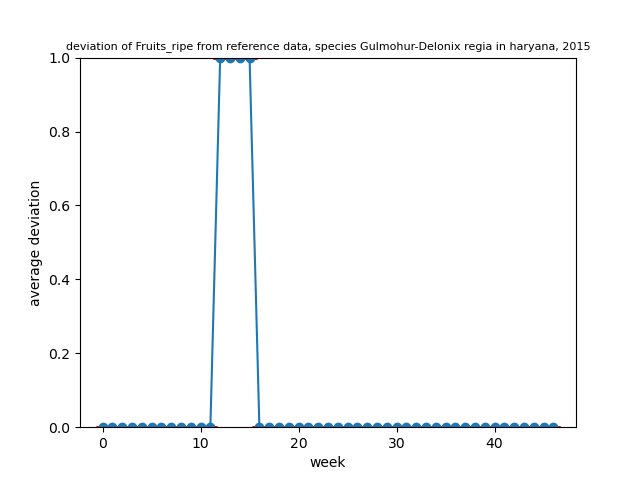 deviation of Fruits_ripe from reference data, species Gulmohur-Delonix regia in haryana, 2015
1.0
0.8
0.6
0.4
0.2
0.0
average deviation
0 10 20 30 40
week